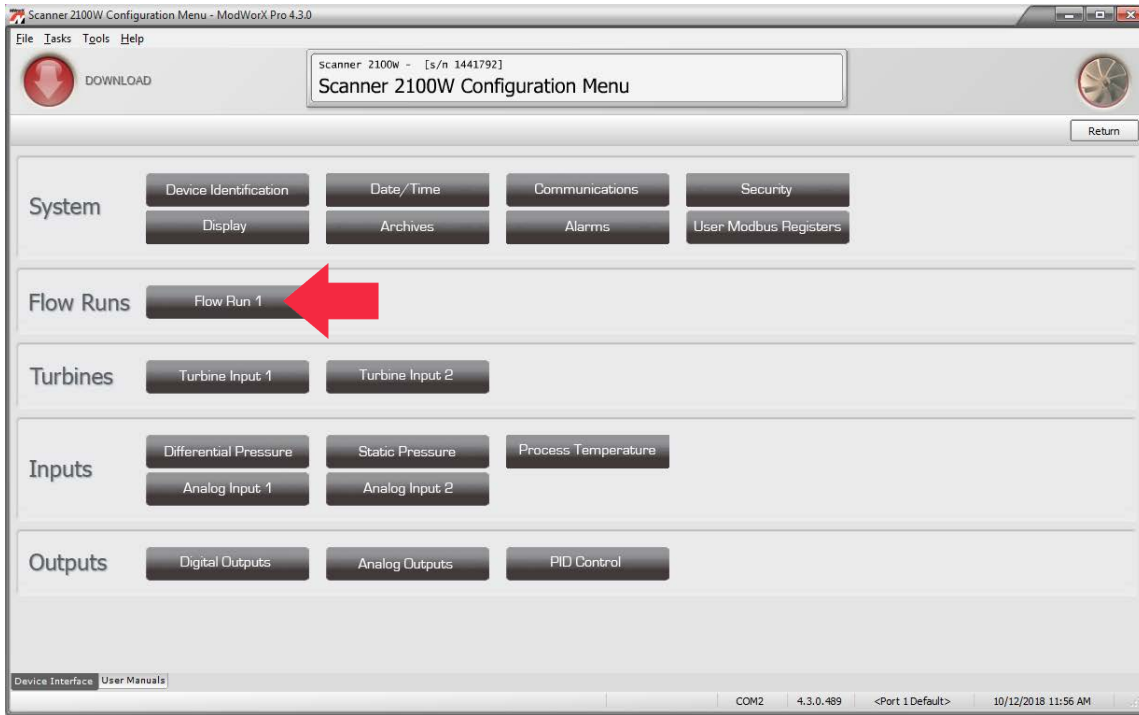 Scanner 2100W Configuration Menu - ModWorX Pro 4.3.0
File Tasks Tools Help
DOWNLOAD
Scanner 2100W - [s/n 1441792]
Scanner 2100W Configuration Menu
Return
System
Device Identification Date/Time Communications Security
Display Archives Alarms User Modbus Registers
Flow Runs Flow Run 1
Turbines Turbine Input 1 Turbine Input 2
Inputs
Differential Pressure Static Pressure Process Temperature
Analog Input 1 Analog Input 2
Outputs Digital Outputs Analog Outputs PID Control
Device Interface User Manuals
COM2 4.3.0.489 <Port 1 Default> 10/12/2018 11:56 AM